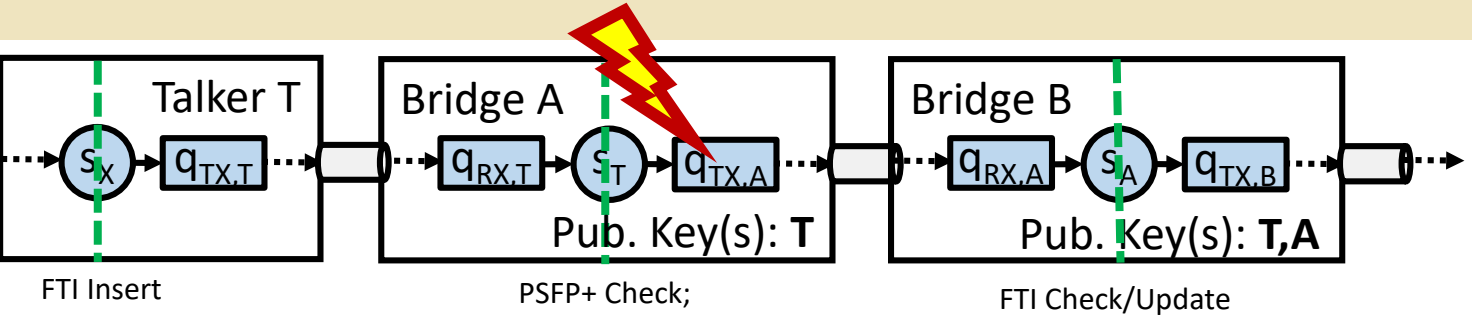 Talker T
s_X
q_TX,T
Bridge A
q_RX,T
s_T
q_TX,A
Pub. Key(s): T
Bridge B
q_RX,A
s_A
q_TX,B
Pub. Key(s): T,A
FTI Insert
PSFP+ Check;
FTI Check/Update